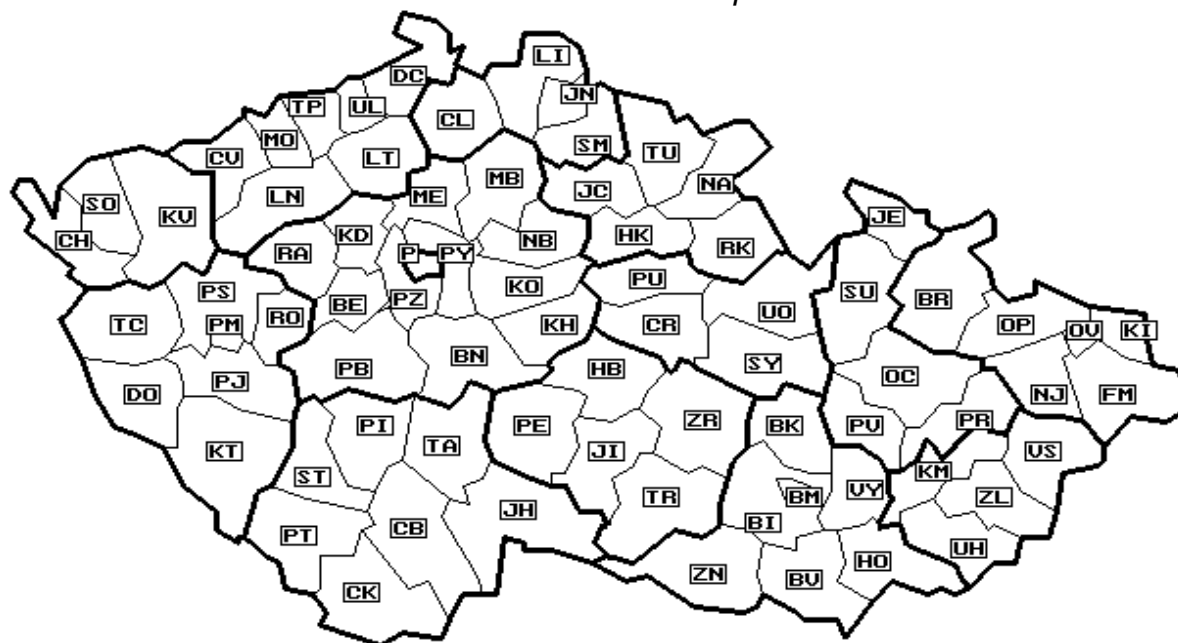 p
LI
DC
JN
TP UL
CL
MO
SM
CV LT TU
MB
NA
LN ME JC
SO
KV JE
CH KD P PY NB HK RK
RA
PS BE PZ KO PU SU BR
TC PM RO KH CR UO OP OV KI
BN
PB HB SY OC
DO PJ NJ FM
PI PE ZR BK PV PR
TA
KT JI VS
ST KM
TR BM VY ZL
JH BI
PT CB
UH
ZN HO
CK BV